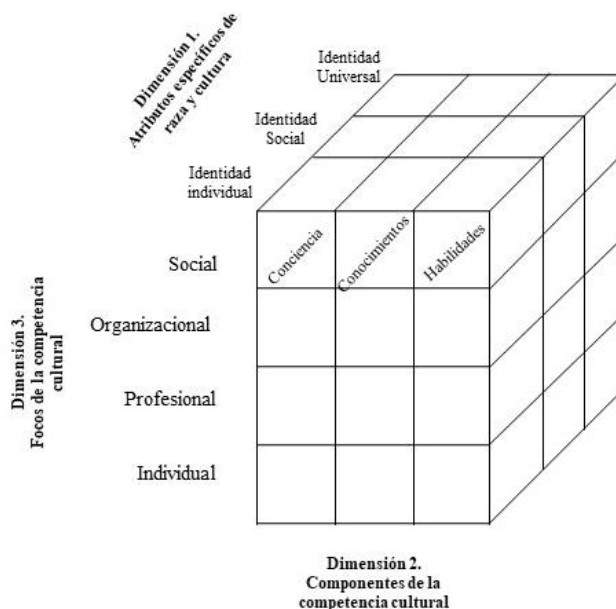 Dimensión 1.
Atributos específicos de
raza y cultura
Identidad
Universal
Identidad
Social
Identidad
individual
Conciencia
Conocimientos
Habilidades
Social
Organizacional
Profesional
Individual
Dimensión 3.
Focos de la competencia
cultural
Dimensión 2.
Componentes de la
competencia cultural